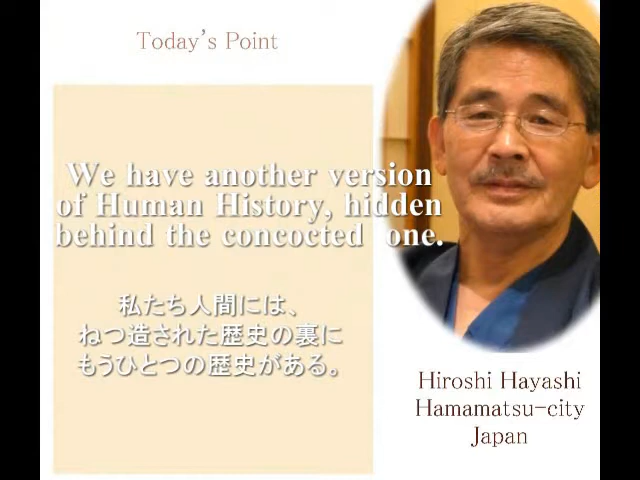 Today's Point
We have another version
of Human History, hidden
behind the concocted one.
私たち人間には、
ねつ造された歴史の裏に
もうひとつの歴史がある。
Hiroshi Hayashi
Hamamatsu-city
Japan